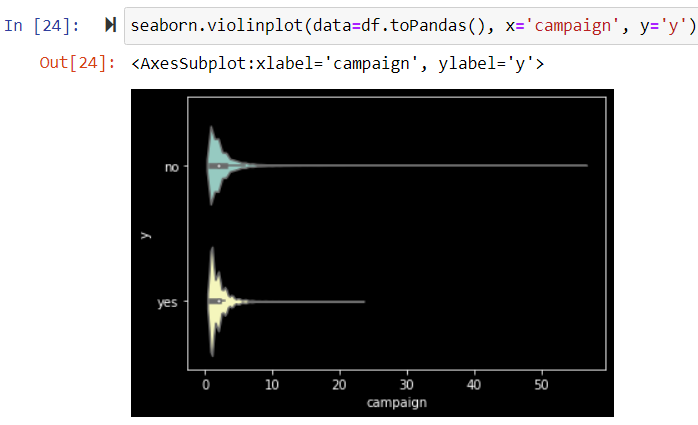 In [24]: seaborn.violinplot(data=df.toPandas(), x='campaign', y='y')
Out[24]: <AxesSubplot:xlabel='campaign', ylabel='y'>
no
y
yes
0 10 20 30 40 50
campaign